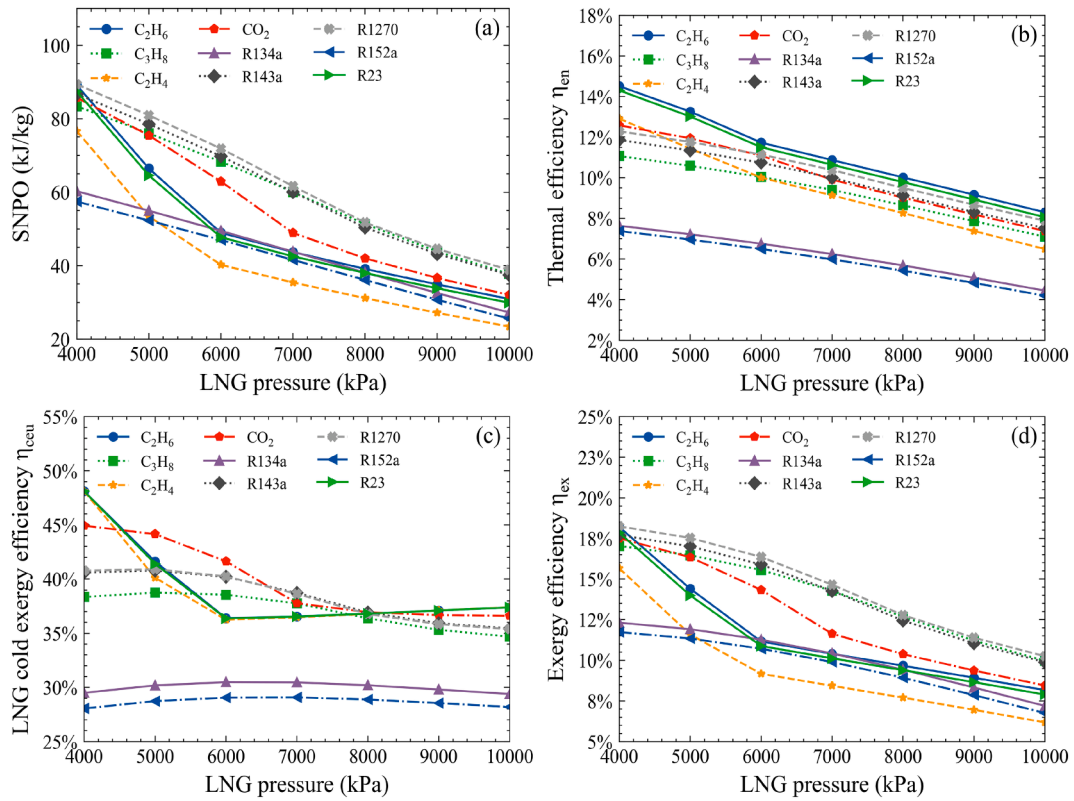 (a)
C₂H₆ CO₂ R1270
C₃H₈ R134a R152a
C₂H₄ R143a R23
SNPO (kJ/kg)
100
80
60
40
20
4000 5000 6000 7000 8000 9000 10000
LNG pressure (kPa)
(b)
C₂H₆ CO₂ R1270
C₃H₈ R134a R152a
C₂H₄ R143a R23
Thermal efficiency ηen
18%
16%
14%
12%
10%
8%
6%
4%
2%
4000 5000 6000 7000 8000 9000 10000
LNG pressure (kPa)
(c)
C₂H₆ CO₂ R1270
C₃H₈ R134a R152a
C₂H₄ R143a R23
LNG cold exergy efficiency ηceu
55%
50%
45%
40%
35%
30%
25%
4000 5000 6000 7000 8000 9000 10000
LNG pressure (kPa)
(d)
C₂H₆ CO₂ R1270
C₃H₈ R134a R152a
C₂H₄ R143a R23
Exergy efficiency ηex
25%
23%
20%
18%
15%
12%
10%
8%
5%
4000 5000 6000 7000 8000 9000 10000
LNG pressure (kPa)